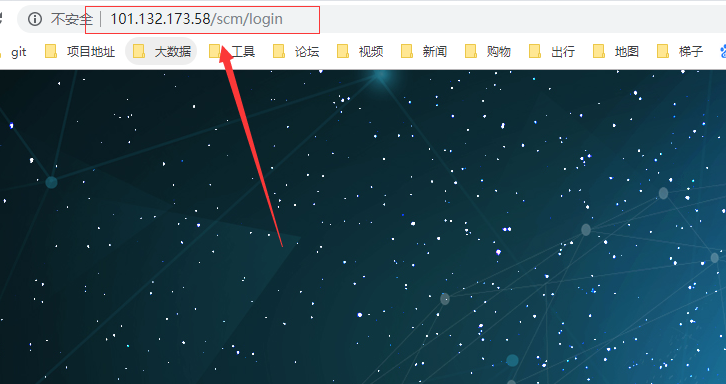 不安全 | 101.132.173.58/scm/login
git 项目地址 大数据 工具 论坛 视频 新闻 购物 出行 地图 梯子